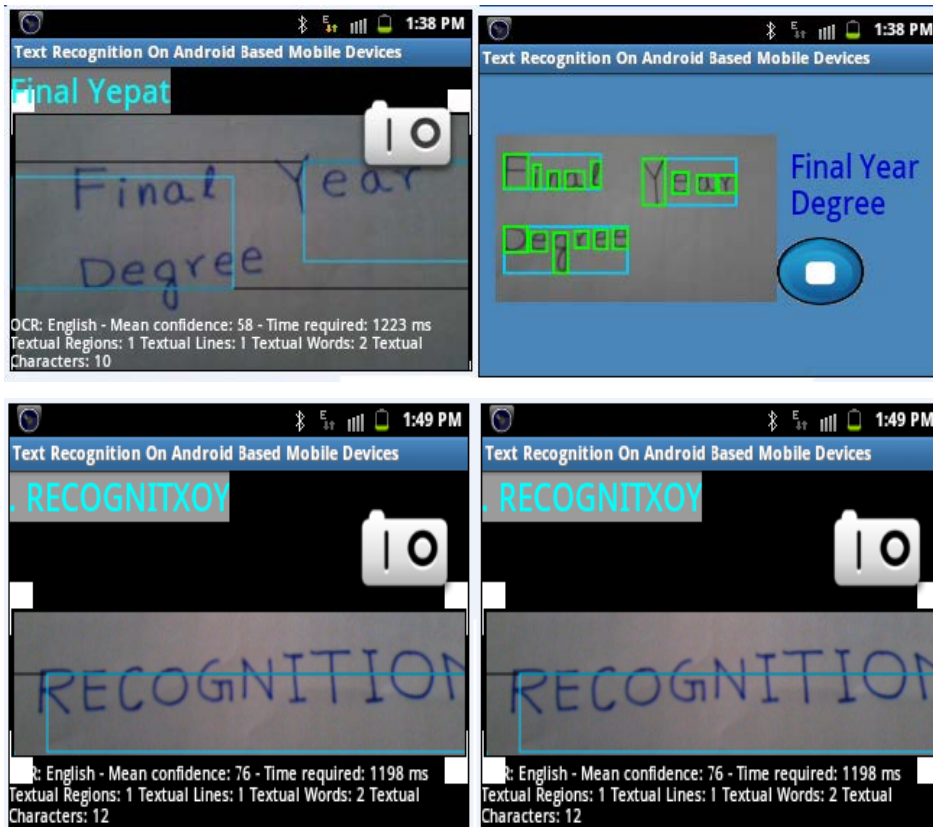 1:38 PM
Text Recognition On Android Based Mobile Devices
Final Yepat
Final Year
Degree
OCR: English - Mean confidence: 58 - Time required: 1223 ms
Textual Regions: 1 Textual Lines: 1 Textual Words: 2 Textual
Characters: 10
1:38 PM
Text Recognition On Android Based Mobile Devices
Final Year
Degree
Final Year
Degree
1:49 PM
Text Recognition On Android Based Mobile Devices
. RECOGNITXOY
RECOGNITION
R: English - Mean confidence: 76 - Time required: 1198 ms
Textual Regions: 1 Textual Lines: 1 Textual Words: 2 Textual
Characters: 12
1:49 PM
Text Recognition On Android Based Mobile Devices
. RECOGNITXOY
RECOGNITION
R: English - Mean confidence: 76 - Time required: 1198 ms
Textual Regions: 1 Textual Lines: 1 Textual Words: 2 Textual
Characters: 12